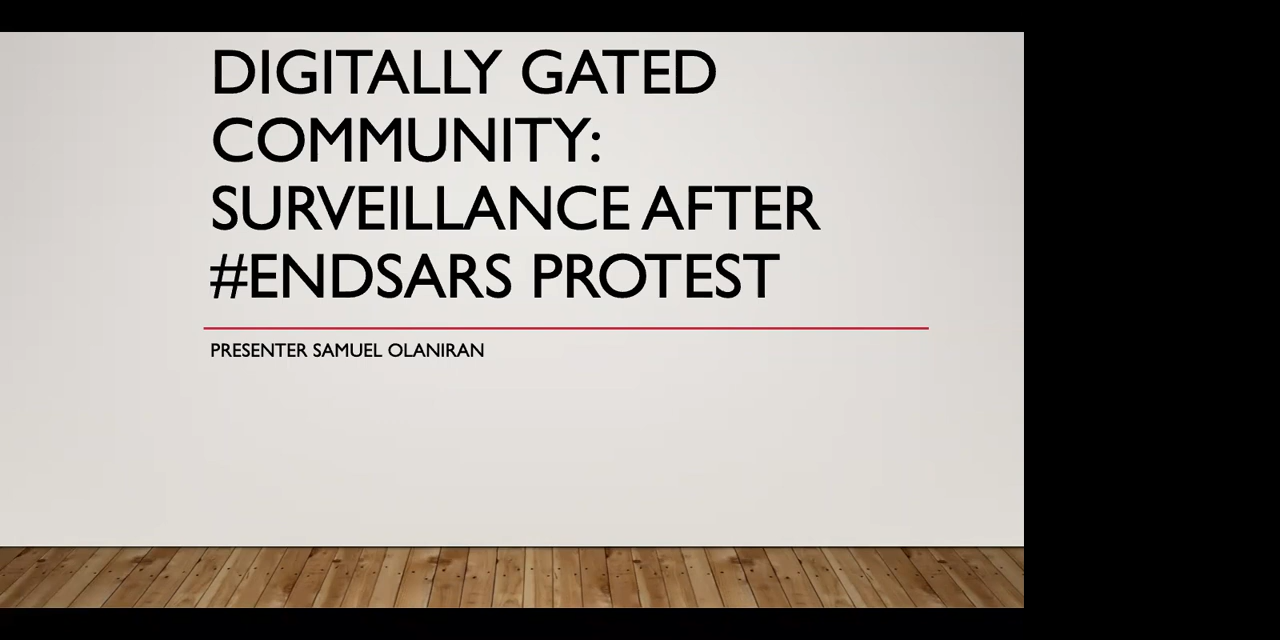 DIGITALLY GATED
COMMUNITY:
SURVEILLANCE AFTER
#ENDSARS PROTEST
PRESENTER SAMUEL OLANIRAN